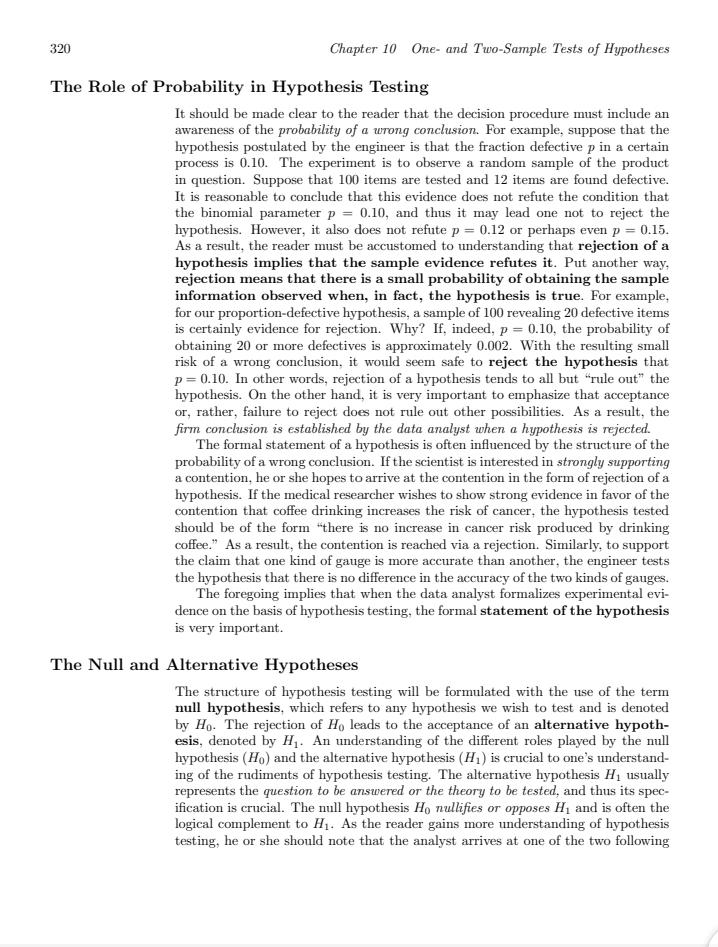 320
Chapter 10 One- and Two-Sample Tests of Hypotheses
The Role of Probability in Hypothesis Testing
It should be made clear to the reader that the decision procedure must include an
awareness of the probability of a wrong conclusion. For example, suppose that the
hypothesis postulated by the engineer is that the fraction defective p in a certain
process is 0.10. The experiment is to observe a random sample of the product
in question. Suppose that 100 items are tested and 12 items are found defective.
It is reasonable to conclude that this evidence does not refute the condition that
the binomial parameter p = 0.10, and thus it may lead one not to reject the
hypothesis. However, it also does not refute p = 0.12 or perhaps even p = 0.15.
As a result, the reader must be accustomed to understanding that rejection of a
hypothesis implies that the sample evidence refutes it. Put another way,
rejection means that there is a small probability of obtaining the sample
information observed when, in fact, the hypothesis is true. For example,
for our proportion-defective hypothesis, a sample of 100 revealing 20 defective items
is certainly evidence for rejection. Why? If, indeed, p = 0.10, the probability of
obtaining 20 or more defectives is approximately 0.002. With the resulting small
risk of a wrong conclusion, it would seem safe to reject the hypothesis that
p = 0.10. In other words, rejection of a hypothesis tends to all but “rule out” the
hypothesis. On the other hand, it is very important to emphasize that acceptance
or, rather, failure to reject does not rule out other possibilities. As a result, the
firm conclusion is established by the data analyst when a hypothesis is rejected.
The formal statement of a hypothesis is often influenced by the structure of the
probability of a wrong conclusion. If the scientist is interested in strongly supporting
a contention, he or she hopes to arrive at the contention in the form of rejection of a
hypothesis. If the medical researcher wishes to show strong evidence in favor of the
contention that coffee drinking increases the risk of cancer, the hypothesis tested
should be of the form “there is no increase in cancer risk produced by drinking
coffee.” As a result, the contention is reached via a rejection. Similarly, to support
the claim that one kind of gauge is more accurate than another, the engineer tests
the hypothesis that there is no difference in the accuracy of the two kinds of gauges.
The foregoing implies that when the data analyst formalizes experimental evi-
dence on the basis of hypothesis testing, the formal statement of the hypothesis
is very important.
The Null and Alternative Hypotheses
The structure of hypothesis testing will be formulated with the use of the term
null hypothesis, which refers to any hypothesis we wish to test and is denoted
by H₀. The rejection of H₀ leads to the acceptance of an alternative hypoth-
esis, denoted by H₁. An understanding of the different roles played by the null
hypothesis (H₀) and the alternative hypothesis (H₁) is crucial to one’s understand-
ing of the rudiments of hypothesis testing. The alternative hypothesis H₁ usually
represents the question to be answered or the theory to be tested, and thus its spec-
ification is crucial. The null hypothesis H₀ nullifies or opposes H₁ and is often the
logical complement to H₁. As the reader gains more understanding of hypothesis
testing, he or she should note that the analyst arrives at one of the two following